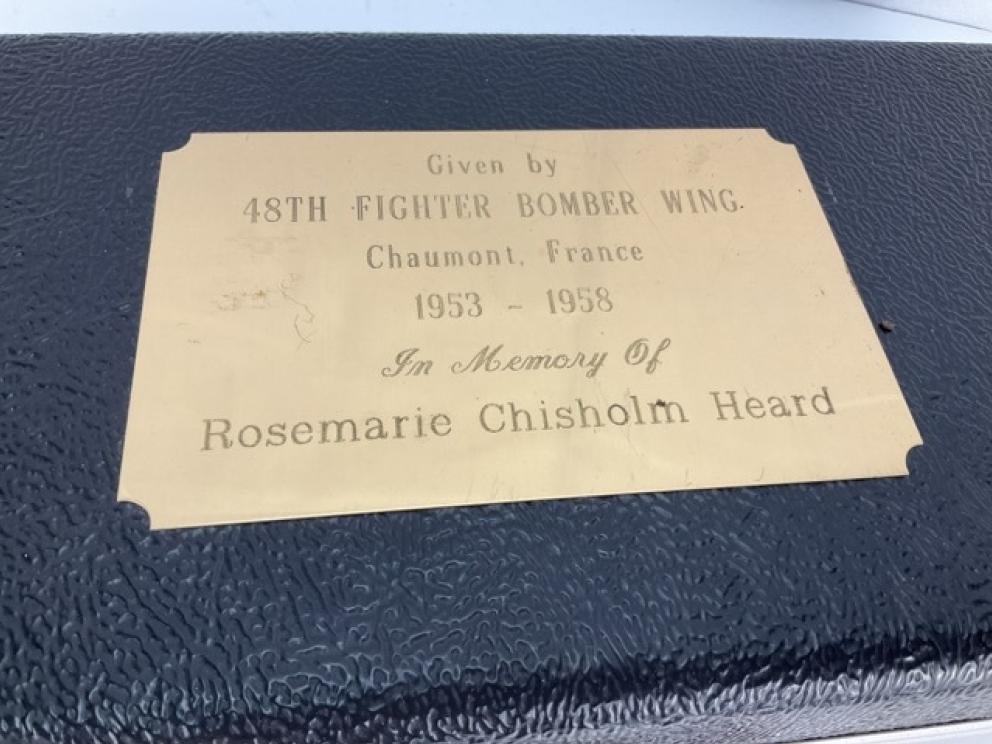 Given by
48TH FIGHTER BOMBER WING.
Chaumont, France
1953 - 1958
In Memory Of
Rosemarie Chisholm Heard